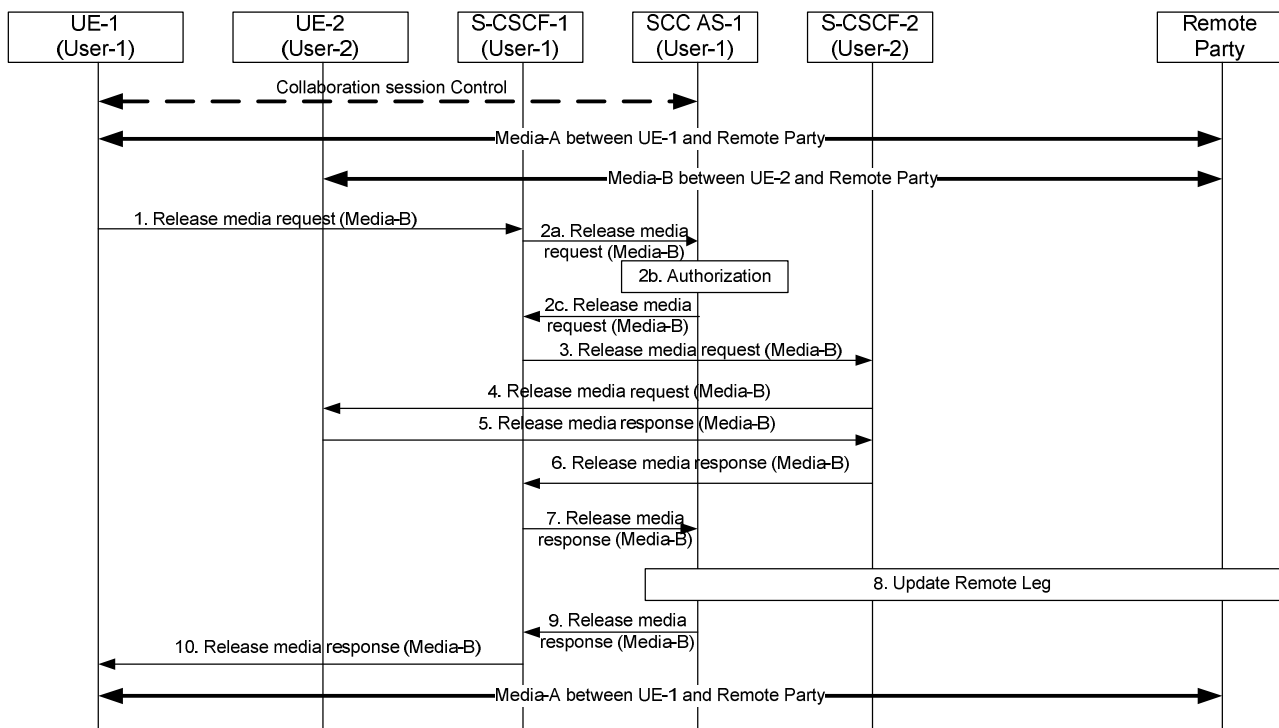 UE-1
(User-1)
UE-2
(User-2)
S-CSCF-1
(User-1)
SCC AS-1
(User-1)
S-CSCF-2
(User-2)
Remote
Party
Collaboration session Control
Media-A between UE-1 and Remote Party
Media-B between UE-2 and Remote Party
1. Release media request (Media-B)
2a. Release media
request (Media-B)
2b. Authorization
2c. Release media
request (Media-B)
3. Release media request (Media-B)
4. Release media request (Media-B)
5. Release media response (Media-B)
6. Release media response (Media-B)
7. Release media
response (Media-B)
8. Update Remote Leg
9. Release media
response (Media-B)
10. Release media response (Media-B)
Media-A between UE-1 and Remote Party